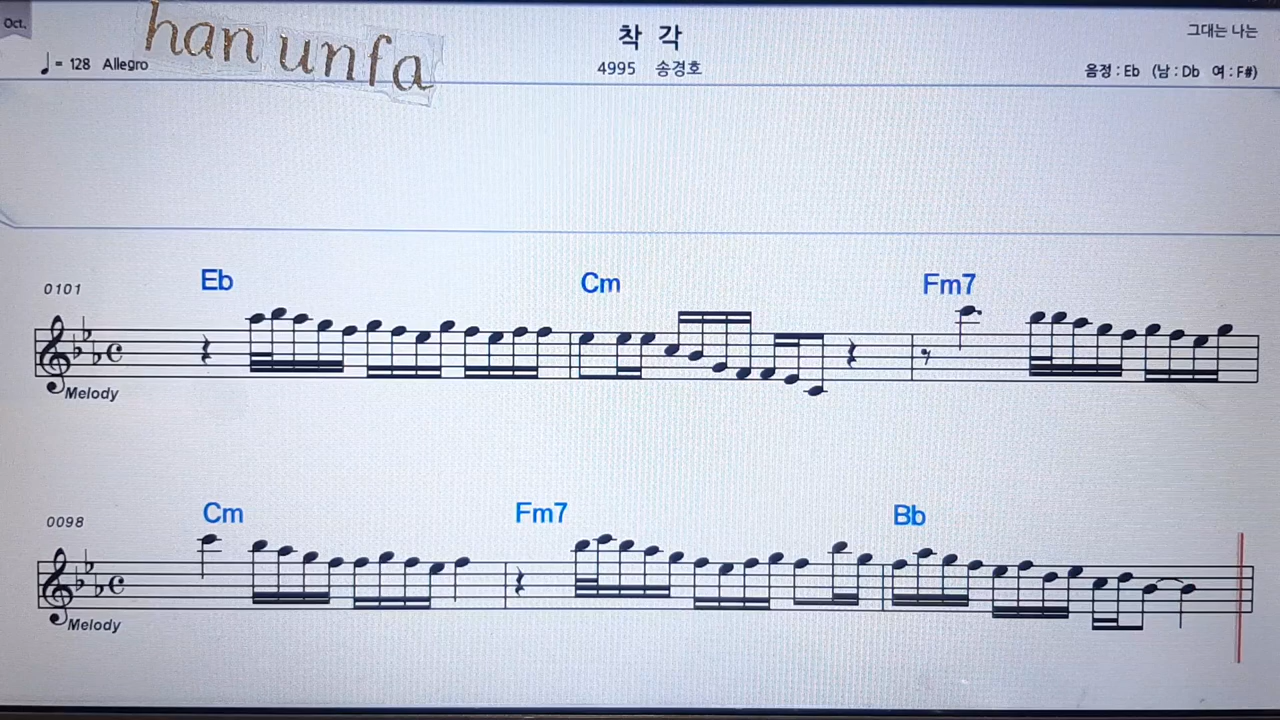 Oct.
han unfa
착 각
그대는 나는
♩= 128 Allegro
4995 송경호
음정 : Eb (남 : Db 여 : F#)
Eb Cm Fm7
0101
Melody
Cm Fm7 Bb
0098
Melody